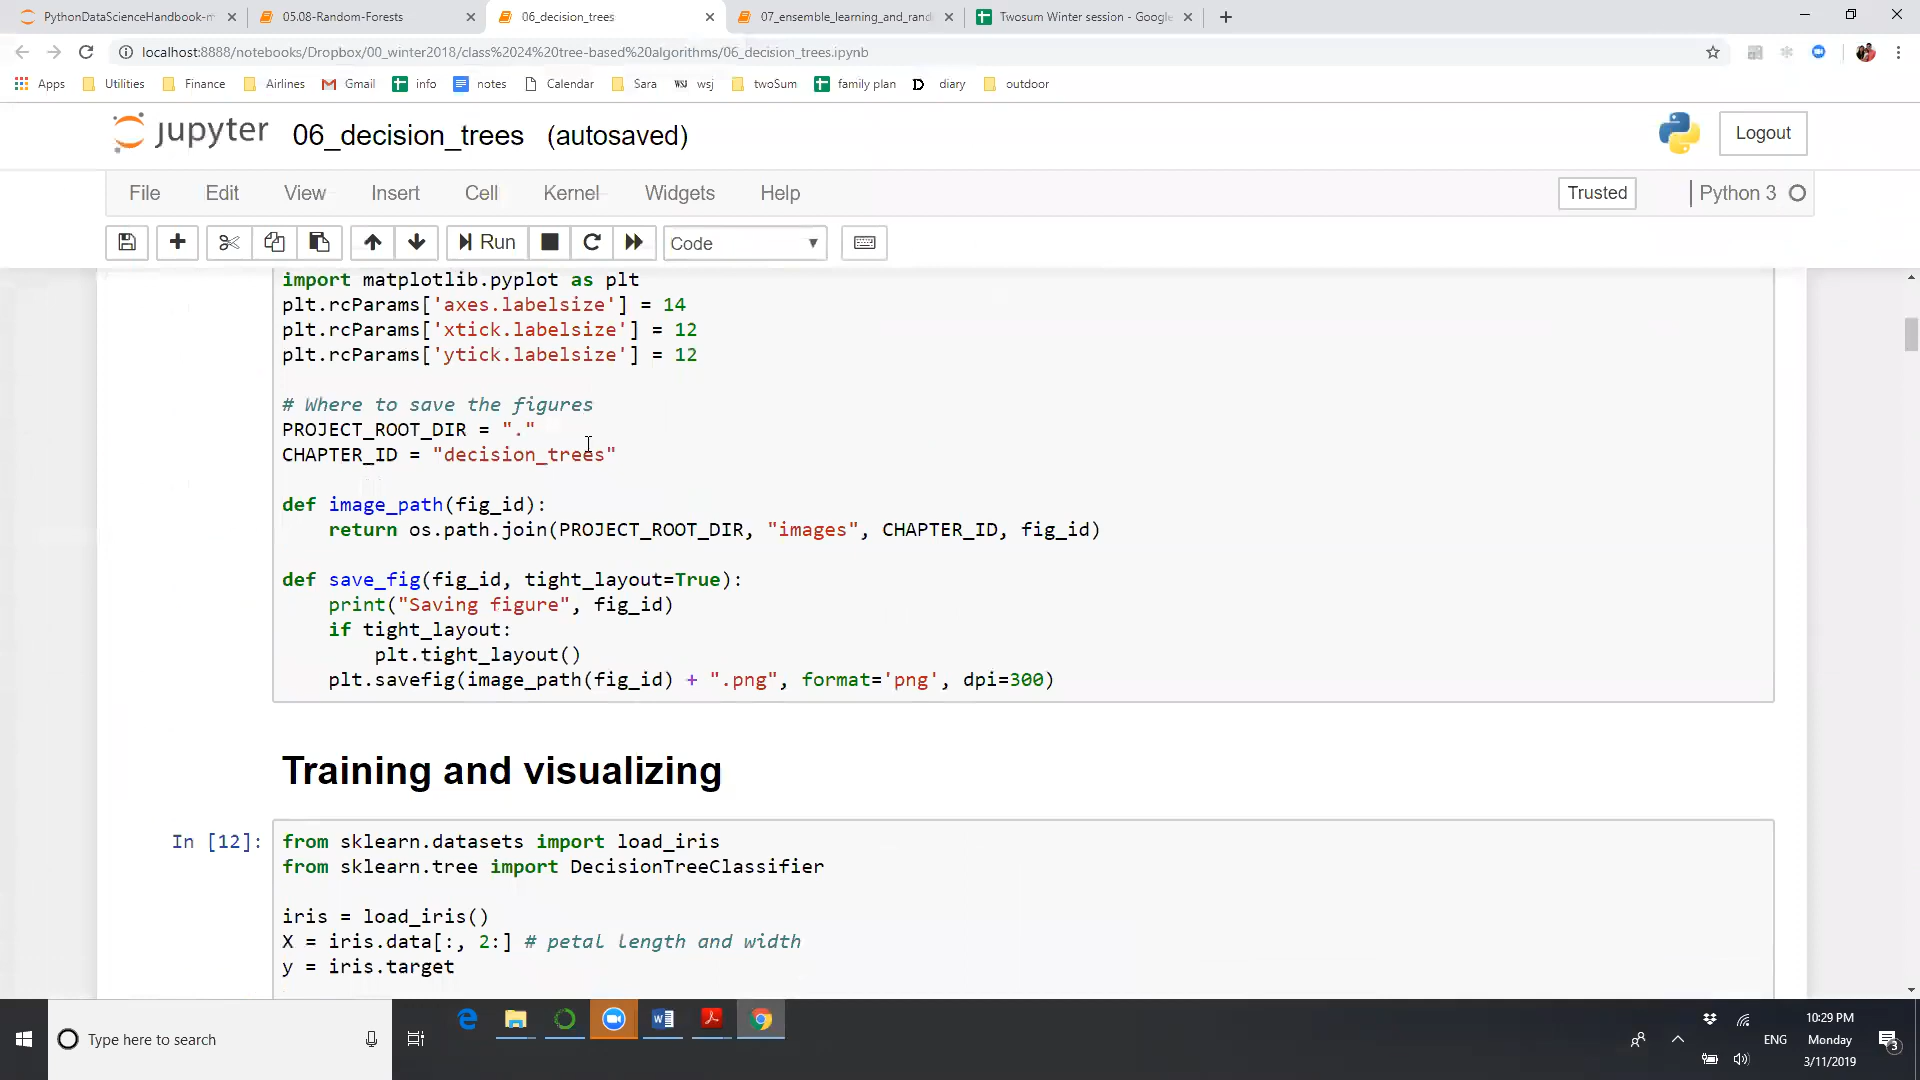 PythonDataScienceHandbook-m
05.08-Random-Forests
06_decision_trees
07_ensemble_learning_and_rand
Twosum Winter session - Google
localhost:8888/notebooks/Dropbox/00_winter2018/class%2024%20tree-based%20algorithms/06_decision_trees.ipynb
Apps Utilities Finance Airlines Gmail info notes Calendar Sara WSJ wsj twoSum family plan D diary outdoor
jupyter 06_decision_trees (autosaved) Logout
File Edit View Insert Cell Kernel Widgets Help Trusted Python 3
Run Code
import matplotlib.pyplot as plt
plt.rcParams['axes.labelsize'] = 14
plt.rcParams['xtick.labelsize'] = 12
plt.rcParams['ytick.labelsize'] = 12
# Where to save the figures
PROJECT_ROOT_DIR = "."
CHAPTER_ID = "decision_trees"
def image_path(fig_id):
    return os.path.join(PROJECT_ROOT_DIR, "images", CHAPTER_ID, fig_id)
def save_fig(fig_id, tight_layout=True):
    print("Saving figure", fig_id)
    if tight_layout:
        plt.tight_layout()
    plt.savefig(image_path(fig_id) + ".png", format='png', dpi=300)
Training and visualizing
In [12]:
from sklearn.datasets import load_iris
from sklearn.tree import DecisionTreeClassifier
iris = load_iris()
X = iris.data[:, 2:] # petal length and width
y = iris.target
Type here to search
ENG
10:29 PM
Monday
3/11/2019
3